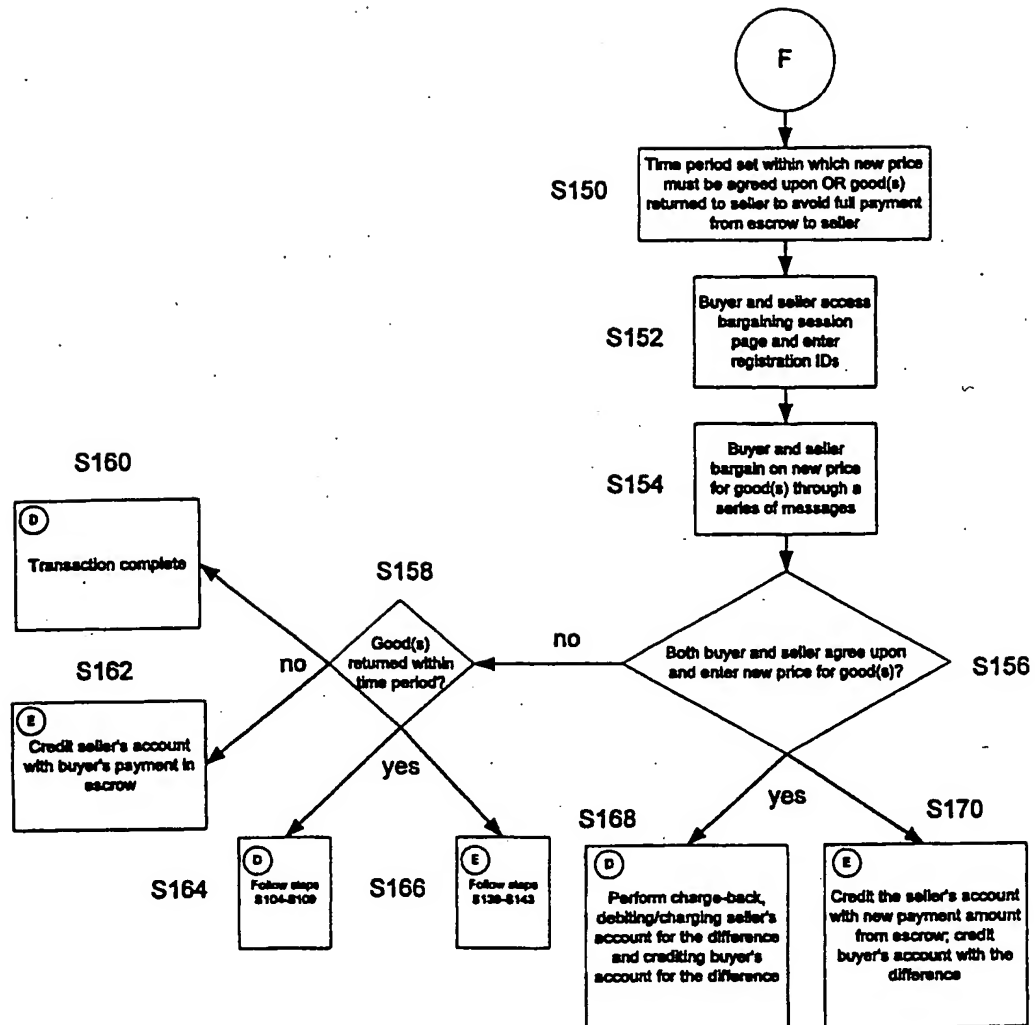 F
S150
Time period set within which new price
must be agreed upon OR good(s)
returned to seller to avoid full payment
from escrow to seller
S152
Buyer and seller access
bargaining session
page and enter
registration IDs
S154
Buyer and seller
bargain on new price
for good(s) through a
series of messages
S156
Both buyer and seller agree upon
and enter new price for good(s)?
no
yes
S158
Good(s)
returned within
time period?
no
yes
S160
D
Transaction complete
S162
E
Credit seller's account
with buyer's payment in
escrow
S164
D
Follow steps
S104-S109
S166
E
Follow steps
S139-S143
S168
D
Perform charge-back,
debiting/charging seller's
account for the difference
and crediting buyer's
account for the difference
S170
E
Credit the seller's account
with new payment amount
from escrow; credit
buyer's account with the
difference